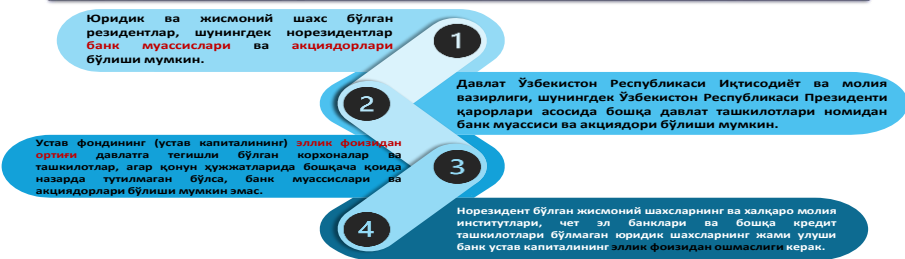 Юридик ва жисмоний шахс бўлган
резидентлар, шунингдек норезидентлар
банк муассислари ва акциядорлари
бўлиши мумкин.
1
Давлат Ўзбекистон Республикаси Иқтисодиёт ва молия
вазирлиги, шунингдек Ўзбекистон Республикаси Президенти
қарорлари асосида бошқа давлат ташкилотлари номидан
банк муассиси ва акциядори бўлиши мумкин.
2
Устав фондининг (устав капиталининг) эллик фоизидан
ортиғи давлатга тегишли бўлган корхоналар ва
ташкилотлар, агар қонун ҳужжатларида бошқача қоида
назарда тутилмаган бўлса, банк муассислари ва
акциядорлари бўлиши мумкин эмас.
3
Норезидент бўлган жисмоний шахсларнинг ва халқаро молия
институтлари, чет эл банклари ва бошқа кредит
ташкилотлари бўлмаган юридик шахсларнинг жами улуши
банк устав капиталининг эллик фоизидан ошмаслиги керак.
4